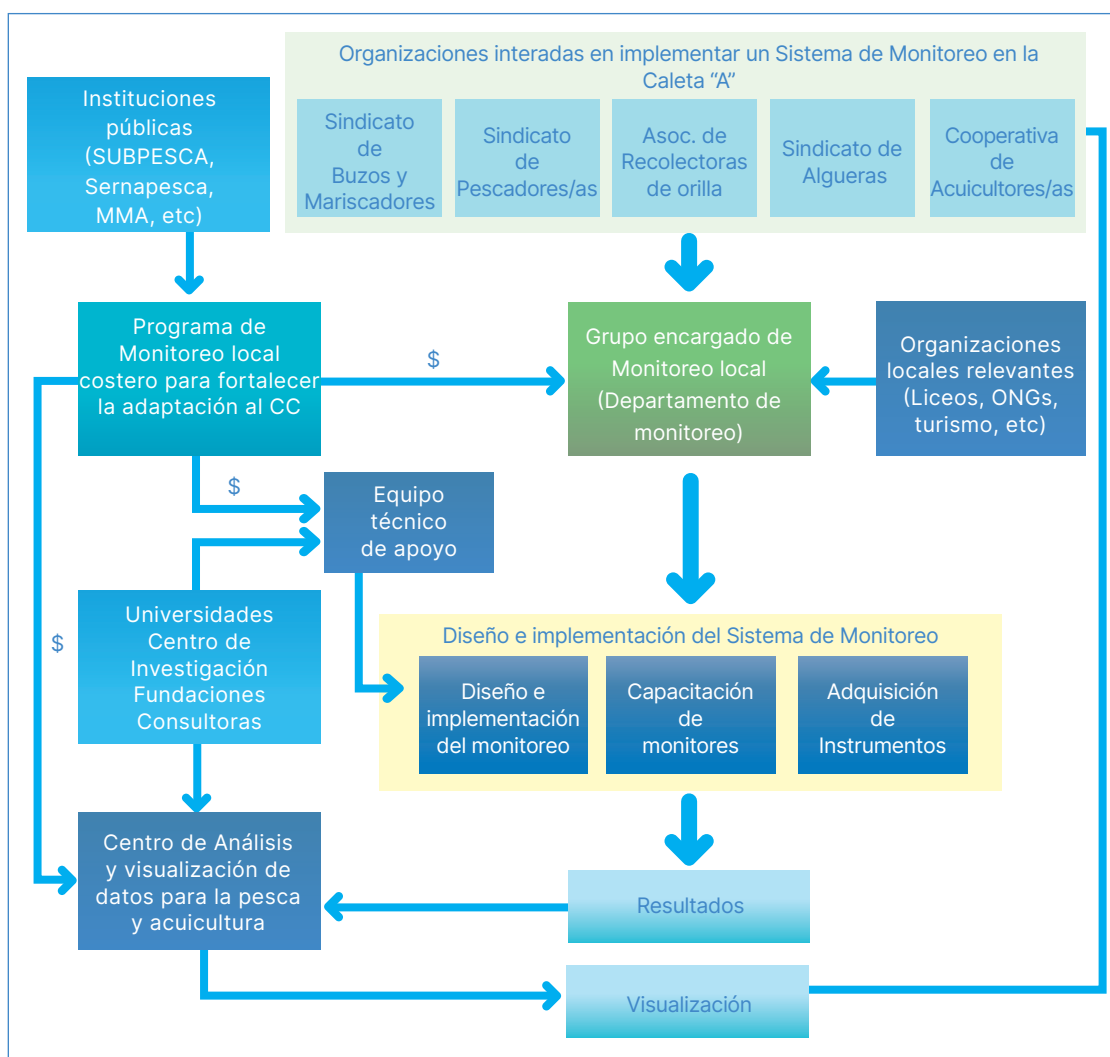 Organizaciones interadas en implementar un Sistema de Monitoreo en la
Caleta “A”
Instituciones
públicas
(SUBPESCA,
Sernapesca,
MMA, etc)
Sindicato
de
Buzos y
Mariscadores
Sindicato
de
Pescadores/as
Asoc. de
Recolectoras
de orilla
Sindicato de
Algueras
Cooperativa
de
Acuicultores/as
Programa de
Monitoreo local
costero para fortalecer
la adaptación al CC
$
Grupo encargado de
Monitoreo local
(Departamento de
monitoreo)
Organizaciones
locales relevantes
(Liceos, ONGs,
turismo, etc)
$
Equipo
técnico
de apoyo
$
Universidades
Centro de
Investigación
Fundaciones
Consultoras
Diseño e implementación del Sistema de Monitoreo
Diseño e
implementación
del monitoreo
Capacitación
de
monitores
Adquisición
de
Instrumentos
Centro de Análisis
y visualización de
datos para la pesca
y acuicultura
Resultados
Visualización